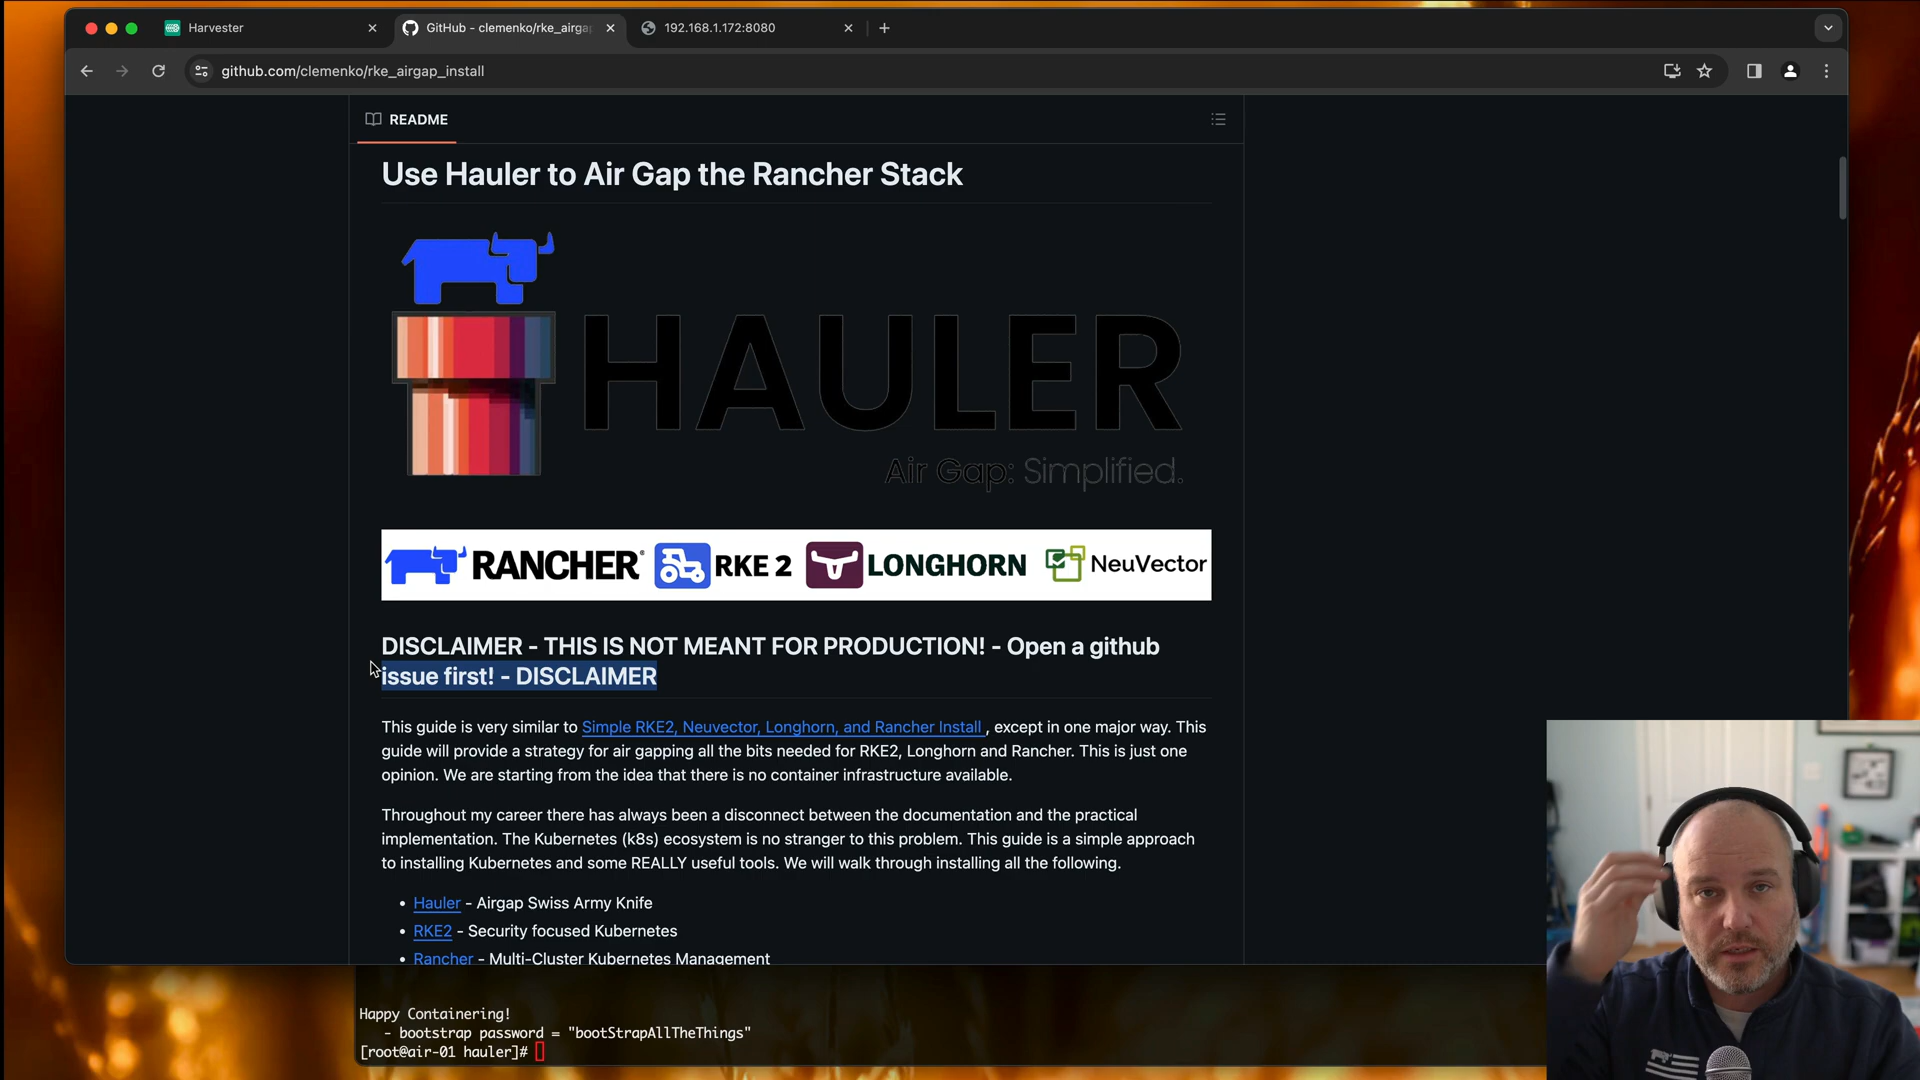 Harvester
GitHub - clemenko/rke_airga
192.168.1.172:8080
github.com/clemenko/rke_airgap_install
README
Use Hauler to Air Gap the Rancher Stack
HAULER
Air Gap: Simplified.
RANCHER® RKE 2 LONGHORN NeuVector
DISCLAIMER - THIS IS NOT MEANT FOR PRODUCTION! - Open a github
issue first! - DISCLAIMER
This guide is very similar to Simple RKE2, Neuvector, Longhorn, and Rancher Install , except in one major way. This
guide will provide a strategy for air gapping all the bits needed for RKE2, Longhorn and Rancher. This is just one
opinion. We are starting from the idea that there is no container infrastructure available.
Throughout my career there has always been a disconnect between the documentation and the practical
implementation. The Kubernetes (k8s) ecosystem is no stranger to this problem. This guide is a simple approach
to installing Kubernetes and some REALLY useful tools. We will walk through installing all the following.
• Hauler - Airgap Swiss Army Knife
• RKE2 - Security focused Kubernetes
• Rancher - Multi-Cluster Kubernetes Management
Happy Containering!
- bootstrap password = "bootStrapAllTheThings"
[root@air-01 hauler]#